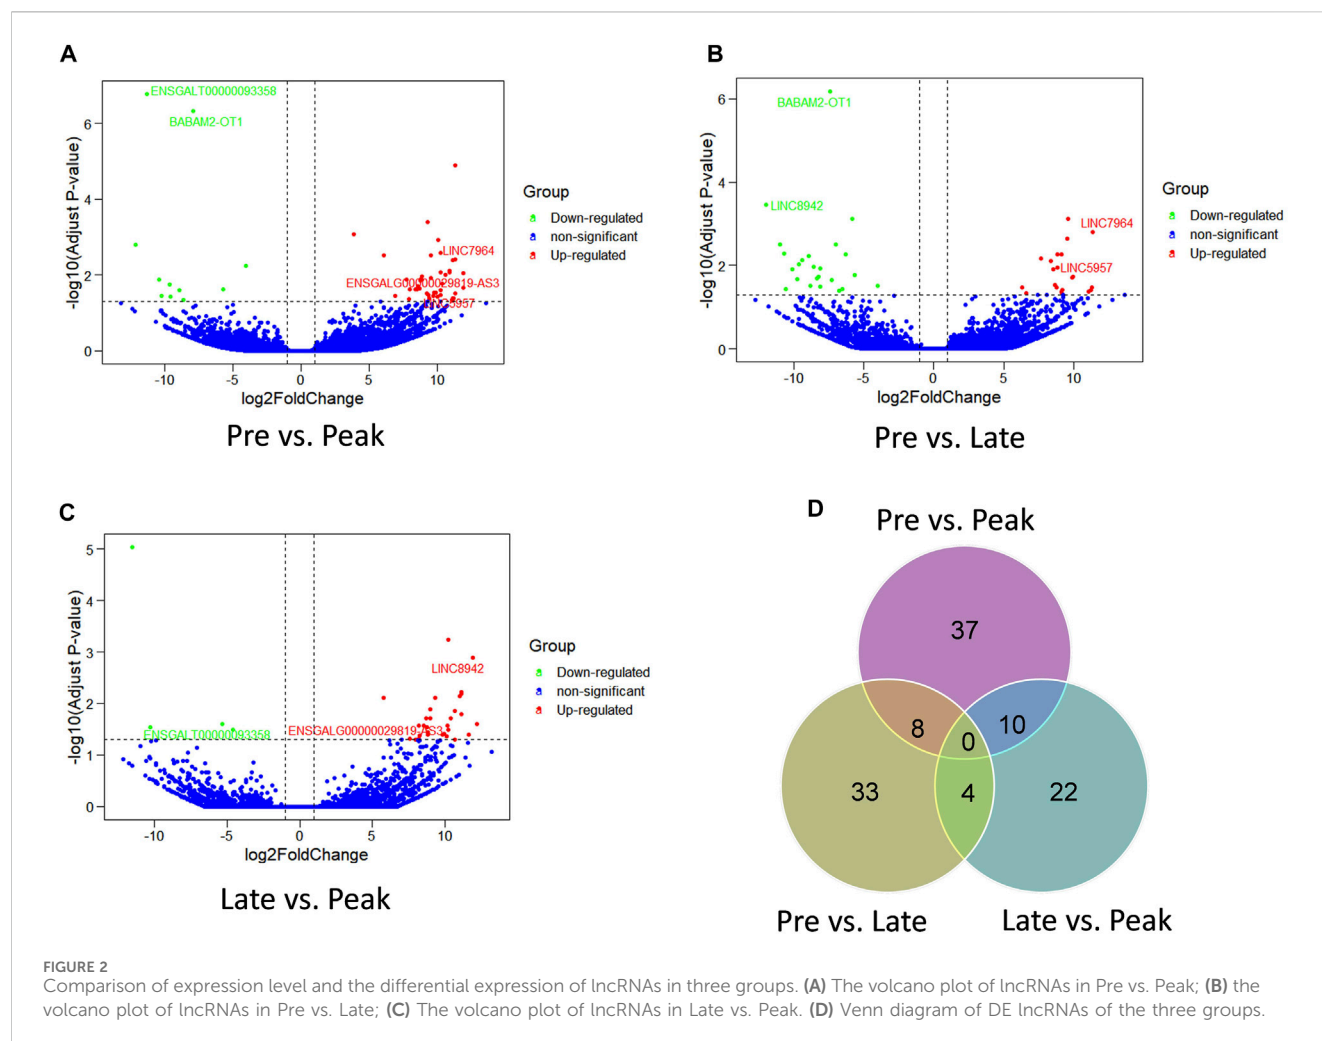 A
-log10(Adjust P-value)
6
4
2
0
-10
-5
0
5
10
log2FoldChange
ENSGALT00000093358
BABAM2-OT1
LINC7964
ENSGALG00000029819-AS3
Group
Down-regulated
non-significant
Up-regulated
Pre vs. Peak
B
-log10(Adjust P-value)
6
4
2
0
-10
-5
0
5
10
log2FoldChange
BABAM2-OT1
LINC8942
LINC7964
LINC5957
Group
Down-regulated
non-significant
Up-regulated
Pre vs. Late
C
-log10(Adjust P-value)
5
4
3
2
1
0
-10
-5
0
5
10
log2FoldChange
LINC8942
ENSGALT00000093358
ENSGALG00000029819-AS3
Group
Down-regulated
non-significant
Up-regulated
Late vs. Peak
D
Pre vs. Peak
37
8
10
0
33
4
22
Pre vs. Late
Late vs. Peak
FIGURE 2
Comparison of expression level and the differential expression of lncRNAs in three groups. (A) The volcano plot of lncRNAs in Pre vs. Peak; (B) the
volcano plot of lncRNAs in Pre vs. Late; (C) The volcano plot of lncRNAs in Late vs. Peak. (D) Venn diagram of DE lncRNAs of the three groups.